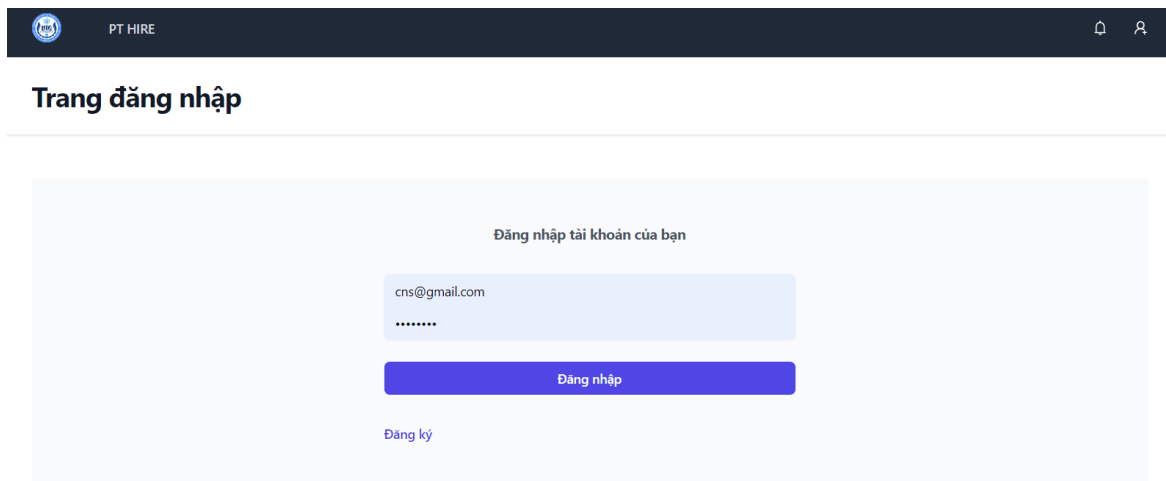 PT HIRE
Trang đăng nhập
Đăng nhập tài khoản của bạn
cns@gmail.com
••••••••
Đăng nhập
Đăng ký